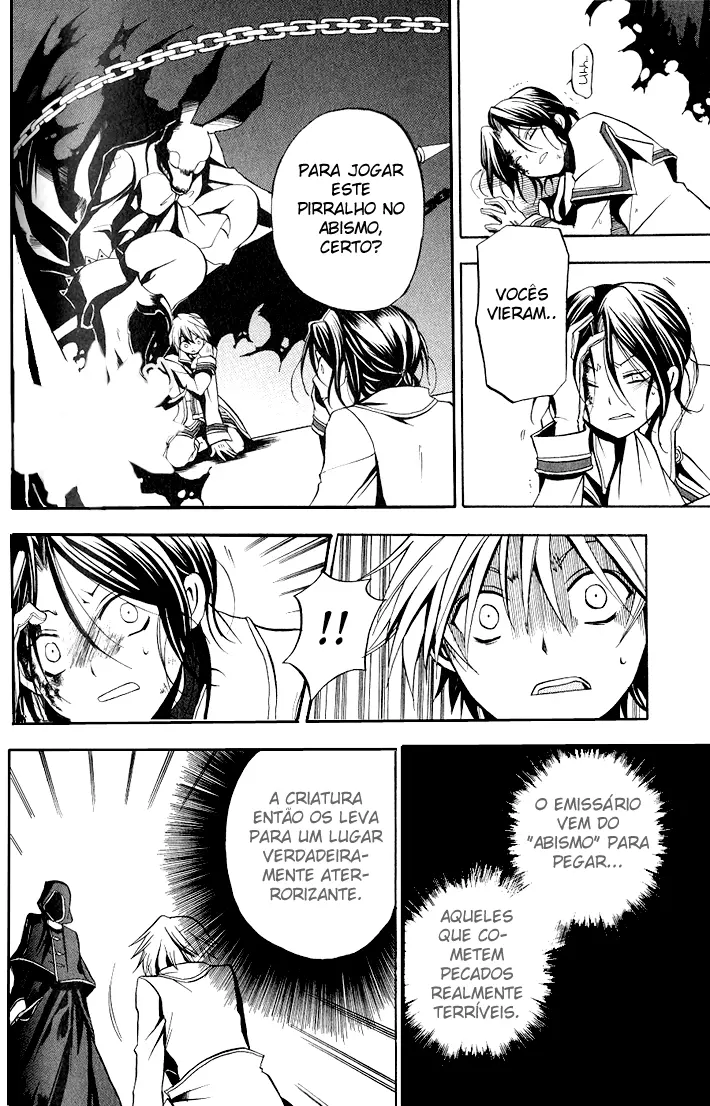 Uhh..
VOCÊS
VIERAM..
PARA JOGAR
ESTE
PIRRALHO NO
ABISMO,
CERTO?
!!
O EMISSÁRIO
VEM DO
"ABISMO" PARA
PEGAR...
AQUELES
QUE CO-
METEM
PECADOS
REALMENTE
TERRÍVEIS.
A CRIATURA
ENTÃO OS LEVA
PARA UM LUGAR
VERDADEIRA-
MENTE ATER-
RORIZANTE.